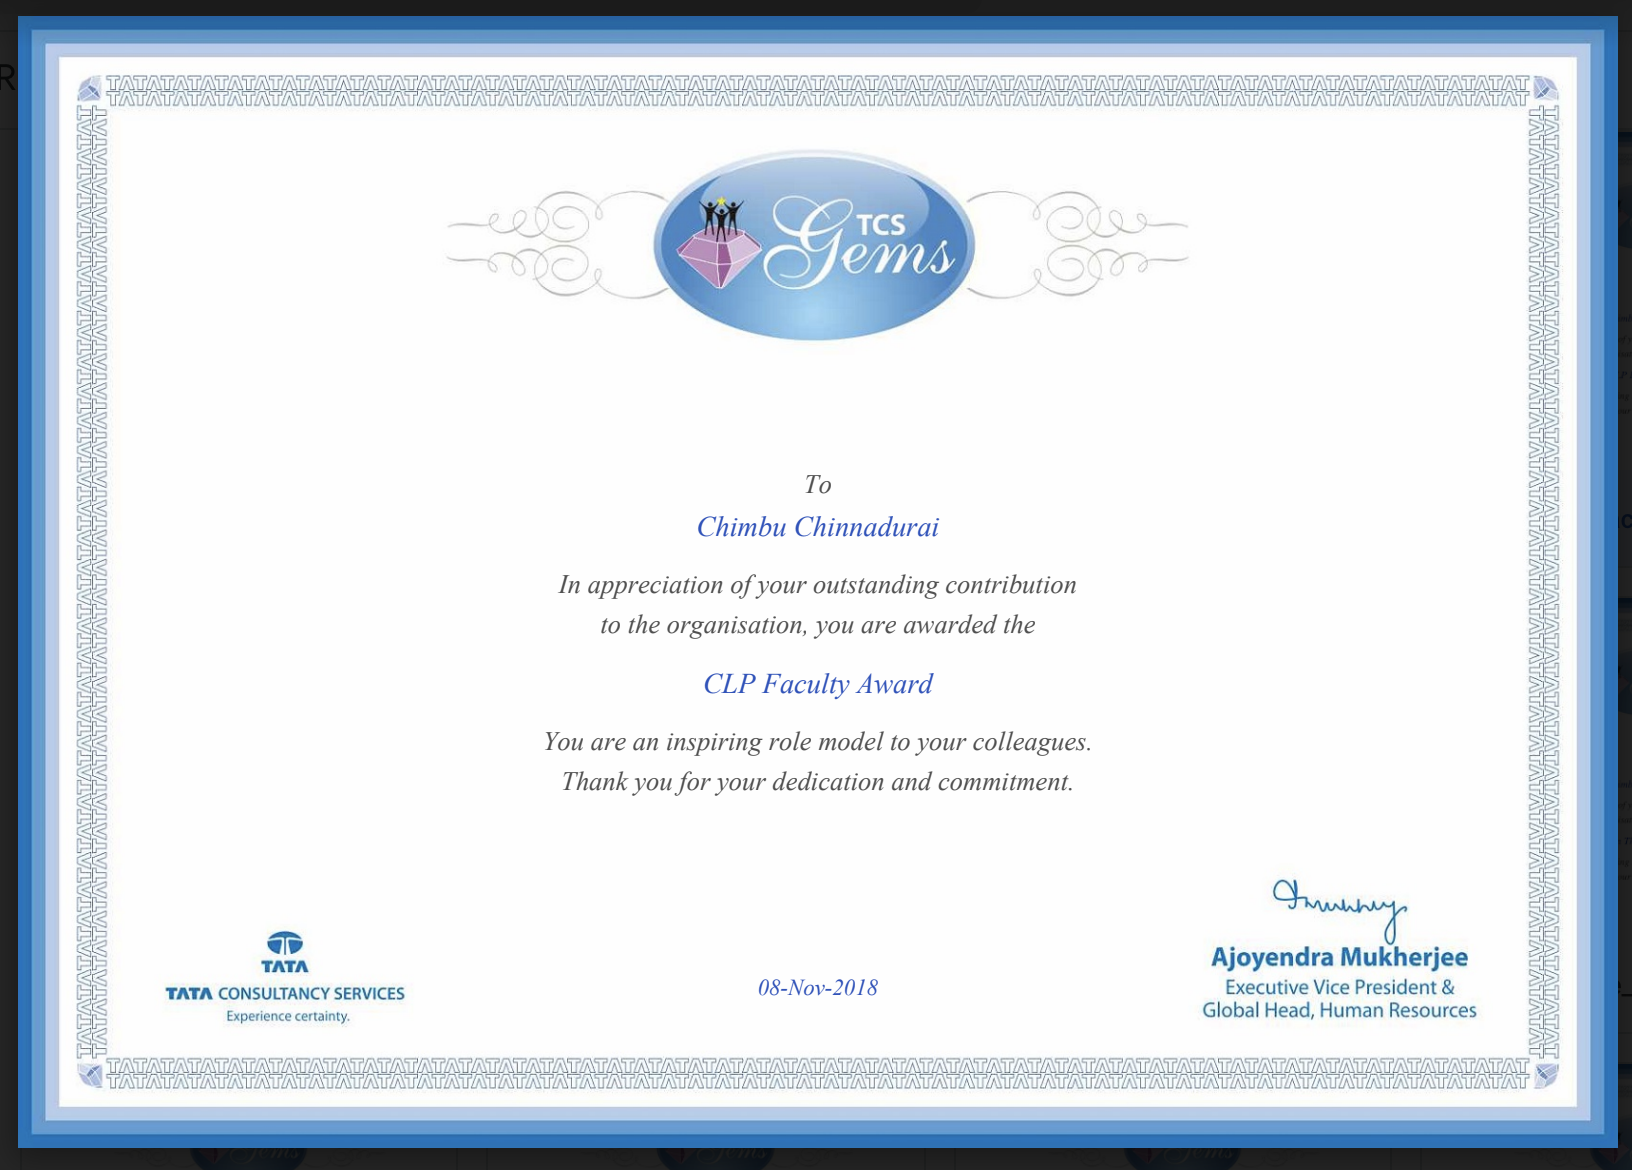 TCS
Gems
To
Chimbu Chinnadurai
In appreciation of your outstanding contribution
to the organisation, you are awarded the
CLP Faculty Award
You are an inspiring role model to your colleagues.
Thank you for your dedication and commitment.
TATA
TATA CONSULTANCY SERVICES
Experience certainty.
08-Nov-2018
Ajoyendra Mukherjee
Executive Vice President &
Global Head, Human Resources